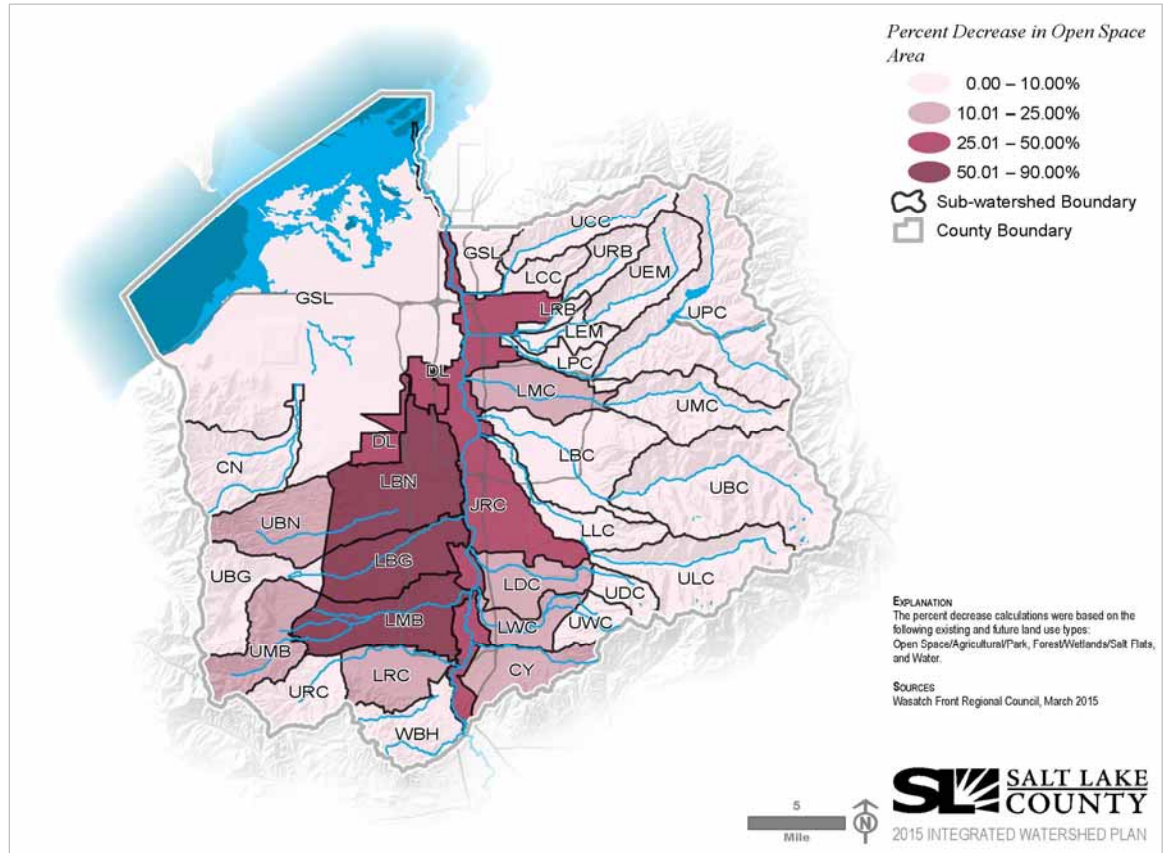 Percent Decrease in Open Space
Area
0.00 – 10.00%
10.01 – 25.00%
25.01 – 50.00%
50.01 – 90.00%
Sub-watershed Boundary
County Boundary
UCC
GSL
URB
LCC
UEM
GSL
LRB
UPC
LEM
LPC
DL
LMC
UMC
DL
LBC
CN
LBN
UBC
JRC
UBN
LLC
LBG
UBG
LDC
UDC
ULC
LMB
LWC
UWC
UMB
LRC
CY
URC
WBH
EXPLANATION
The percent decrease calculations were based on the
following existing and future land use types:
Open Space/Agricultural/Park, Forest/Wetlands/Salt Flats,
and Water.
SOURCES
Wasatch Front Regional Council, March 2015
5
Mile
N
SL SALT LAKE
COUNTY
2015 INTEGRATED WATERSHED PLAN